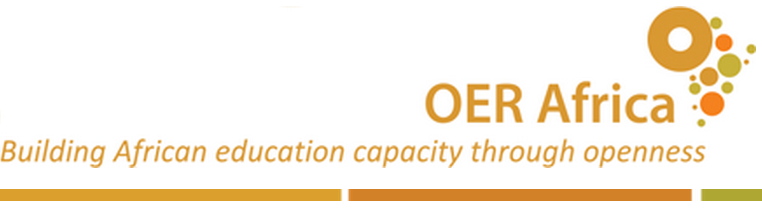 OER Africa
Building African education capacity through openness